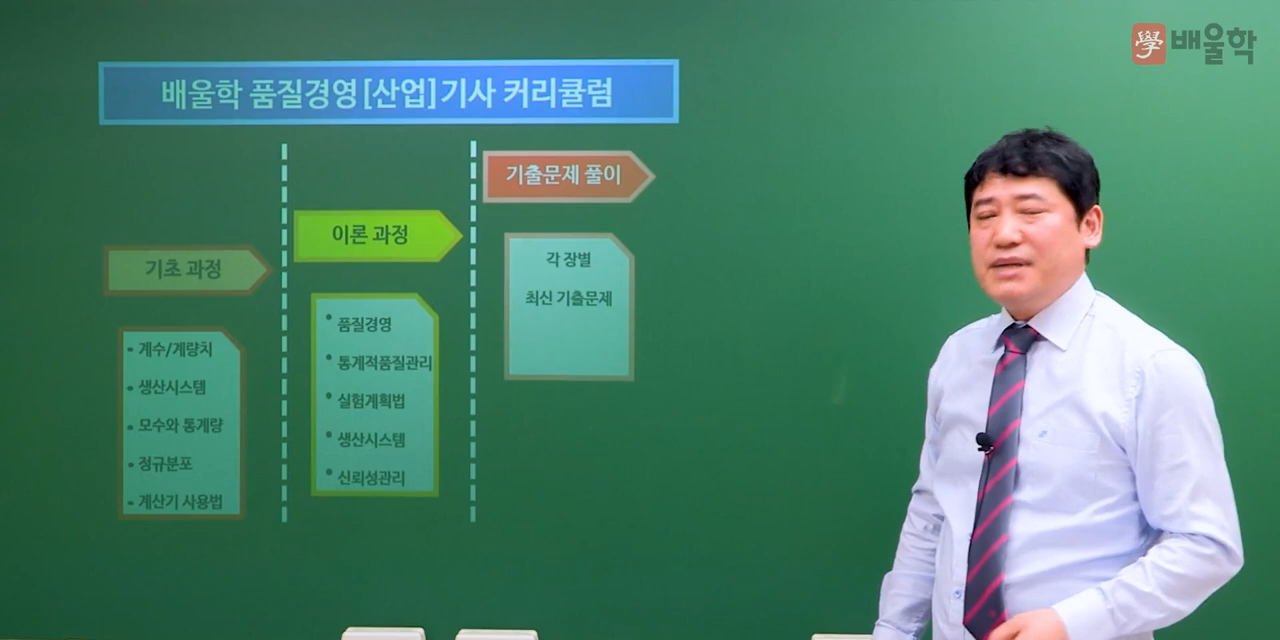 學 배울학
배울학 품질경영[산업]기사 커리큘럼
기초 과정
• 계수/계량치
• 생산시스템
• 모수와 통계량
• 정규분포
• 계산기 사용법
이론 과정
• 품질경영
• 통계적품질관리
• 실험계획법
• 생산시스템
• 신뢰성관리
기출문제 풀이
각 장별
최신 기출문제